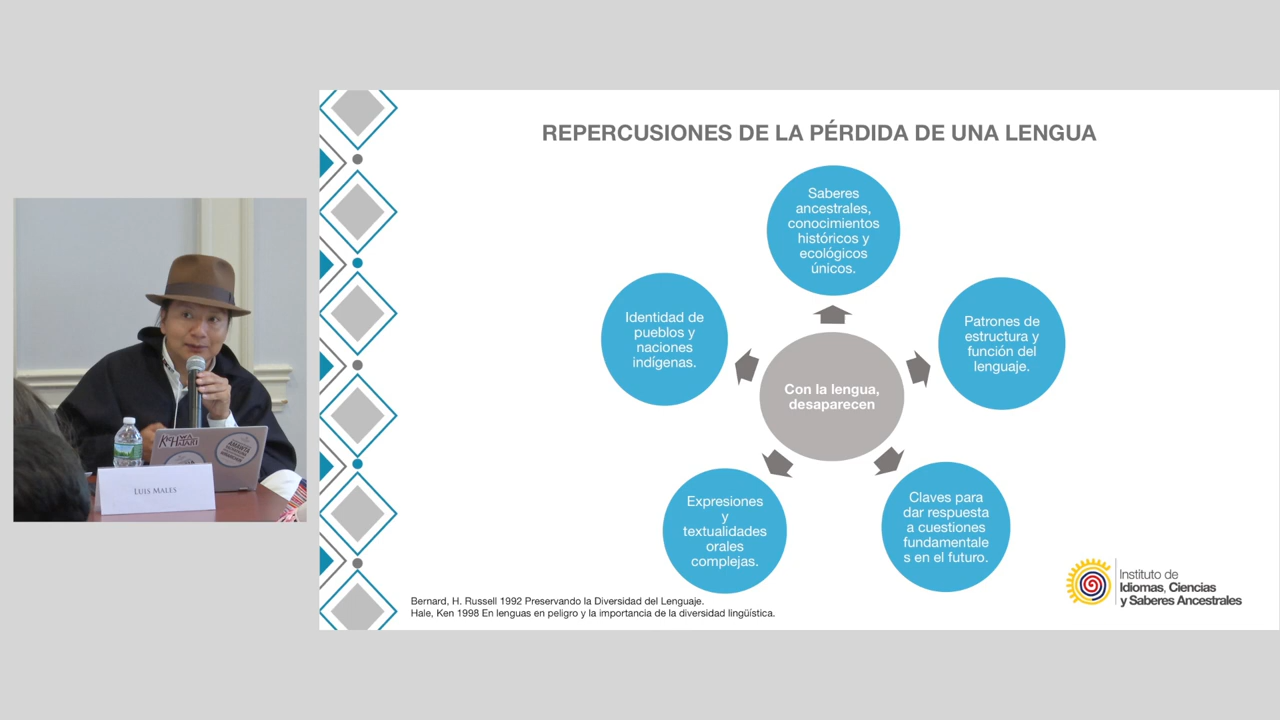 REPERCUSIONES DE LA PÉRDIDA DE UNA LENGUA
Saberes
ancestrales,
conocimientos
históricos y
ecológicos
únicos.
Identidad de
pueblos y
naciones
indígenas.
Patrones de
estructura y
función del
lenguaje.
Con la lengua,
desaparecen
Expresiones
y
textualidades
orales
complejas.
Claves para
dar respuesta
a cuestiones
fundamentale
s en el futuro.
Bernard, H. Russell 1992 Preservando la Diversidad del Lenguaje.
Hale, Ken 1998 En lenguas en peligro y la importancia de la diversidad lingüística.
Instituto de
Idiomas, Ciencias
y Saberes Ancestrales
LUIS MALES